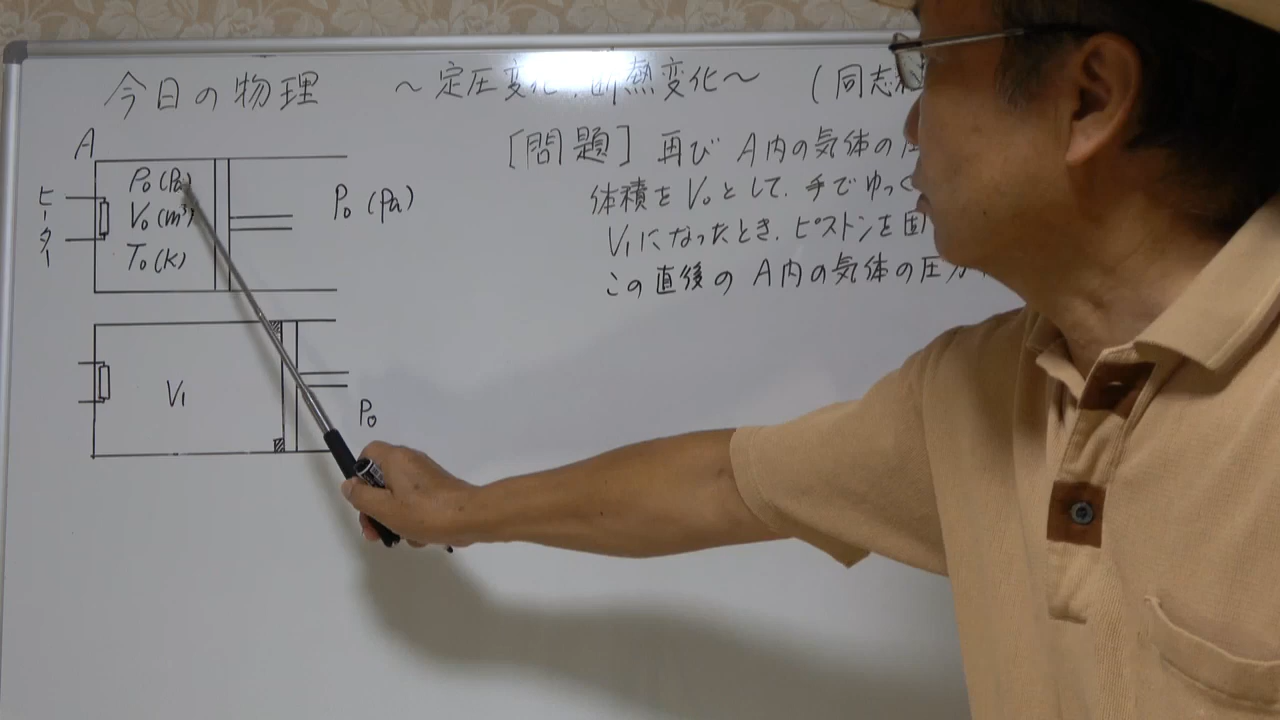 今日の物理 ～定圧変化・断熱変化～ (同志
[問題] 再び A内の気体の圧
体積を V₀として、手でゆっく
V₁になったとき、ピストンを固
この直後の A内の気体の圧力
A
ヒーター
P₀(Pa)
V₀(m³)
T₀(K)
P₀(Pa)
V₁
P₀